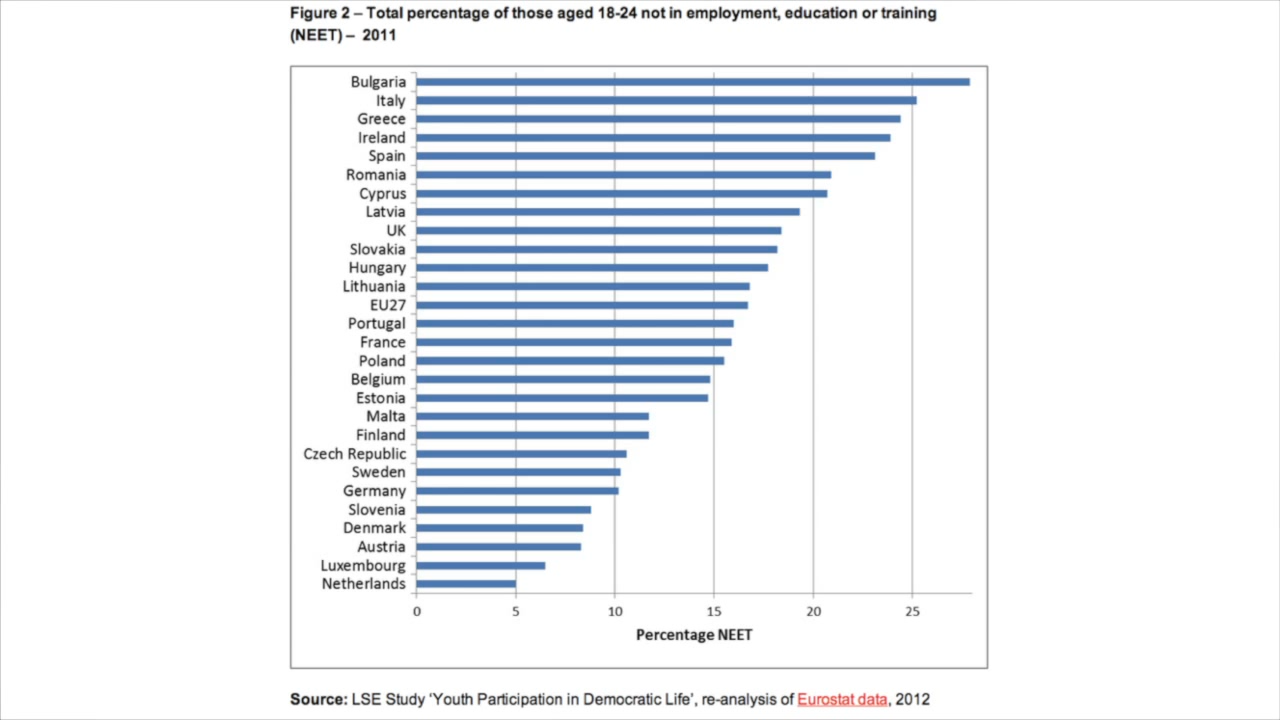 Figure 2 – Total percentage of those aged 18-24 not in employment, education or training
(NEET) – 2011
Bulgaria
Italy
Greece
Ireland
Spain
Romania
Cyprus
Latvia
UK
Slovakia
Hungary
Lithuania
EU27
Portugal
France
Poland
Belgium
Estonia
Malta
Finland
Czech Republic
Sweden
Germany
Slovenia
Denmark
Austria
Luxembourg
Netherlands
0 5 10 15 20 25
Percentage NEET
Source: LSE Study 'Youth Participation in Democratic Life', re-analysis of Eurostat data, 2012